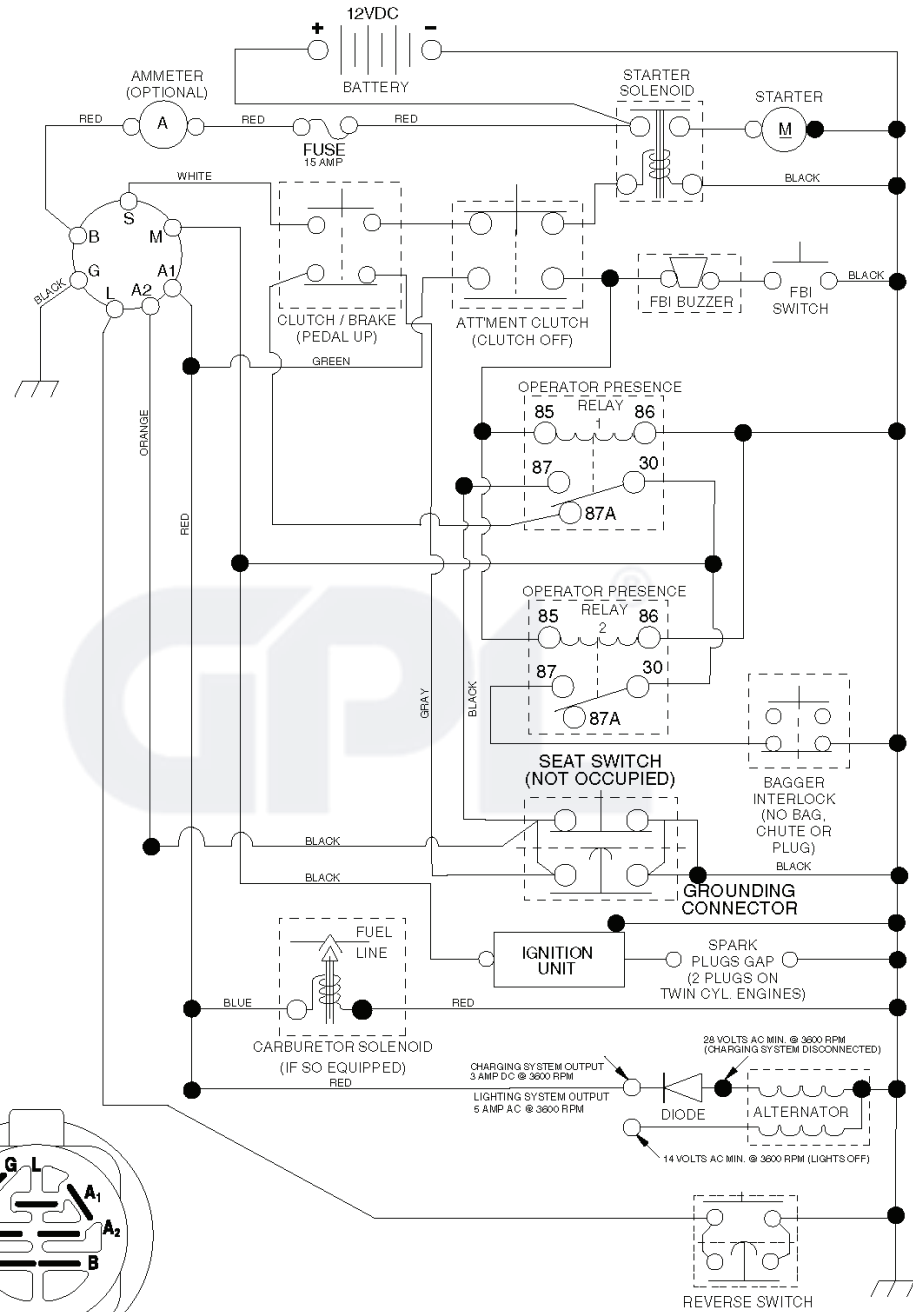 12VDC
+
−
BATTERY
AMMETER
(OPTIONAL)
RED
A
RED
FUSE
15 AMP
RED
STARTER
SOLENOID
STARTER
M
BLACK
WHITE
S
B
M
G
A1
L
A2
BLACK
CLUTCH / BRAKE
(PEDAL UP)
ATT'MENT CLUTCH
(CLUTCH OFF)
FBI BUZZER
FBI
SWITCH
BLACK
GREEN
ORANGE
RED
OPERATOR PRESENCE
RELAY
1
85
86
87
30
87A
®
GPI
OPERATOR PRESENCE
RELAY
2
85
86
87
30
87A
GRAY
BLACK
SEAT SWITCH
(NOT OCCUPIED)
BAGGER
INTERLOCK
(NO BAG,
CHUTE OR
PLUG)
BLACK
BLACK
BLACK
GROUNDING
CONNECTOR
FUEL
LINE
IGNITION
UNIT
SPARK
PLUGS GAP
(2 PLUGS ON
TWIN CYL. ENGINES)
BLUE
RED
CARBURETOR SOLENOID
(IF SO EQUIPPED)
RED
CHARGING SYSTEM OUTPUT
3 AMP DC @ 3600 RPM
LIGHTING SYSTEM OUTPUT
5 AMP AC @ 3600 RPM
28 VOLTS AC MIN. @ 3600 RPM
(CHARGING SYSTEM DISCONNECTED)
DIODE
ALTERNATOR
14 VOLTS AC MIN. @ 3600 RPM (LIGHTS OFF)
G
L
A1
A2
B
REVERSE SWITCH